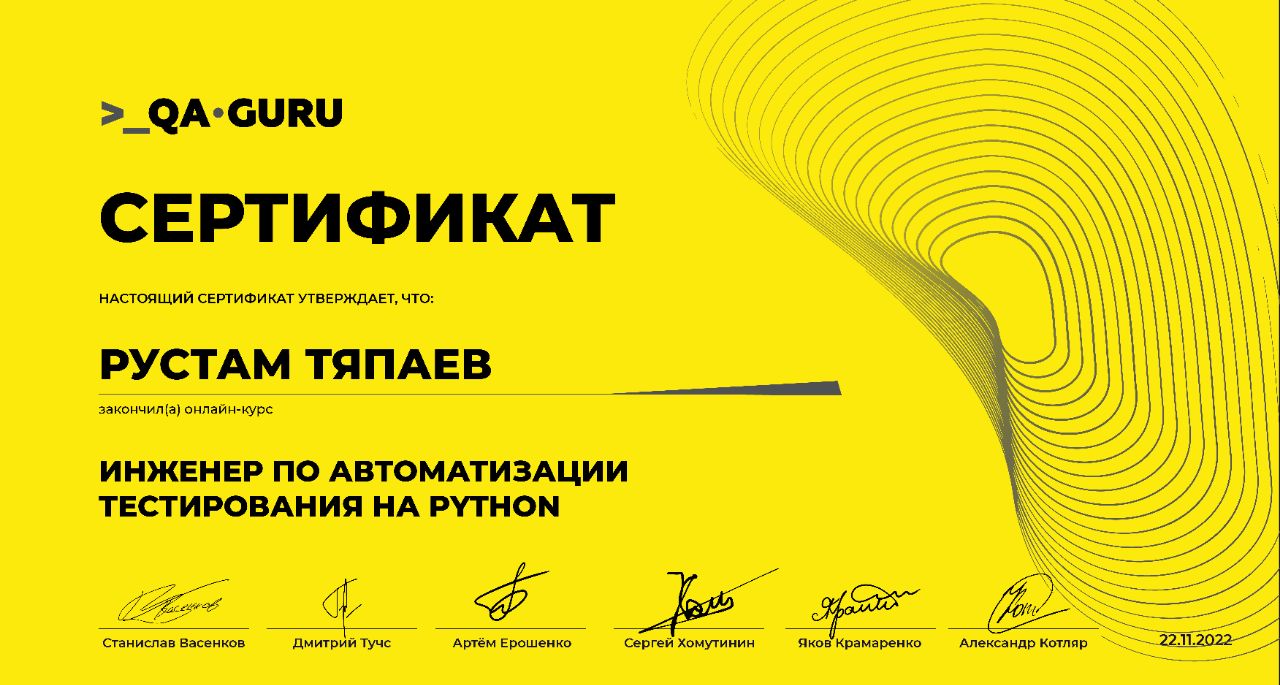 >_QA•GURU
СЕРТИФИКАТ
НАСТОЯЩИЙ СЕРТИФИКАТ УТВЕРЖДАЕТ, ЧТО:
РУСТАМ ТЯПАЕВ
закончил(а) онлайн-курс
ИНЖЕНЕР ПО АВТОМАТИЗАЦИИ
ТЕСТИРОВАНИЯ НА PYTHON
Станислав Васенков Дмитрий Тучс Артём Ерошенко Сергей Хомутинин Яков Крамаренко Александр Котляр 22.11.2022